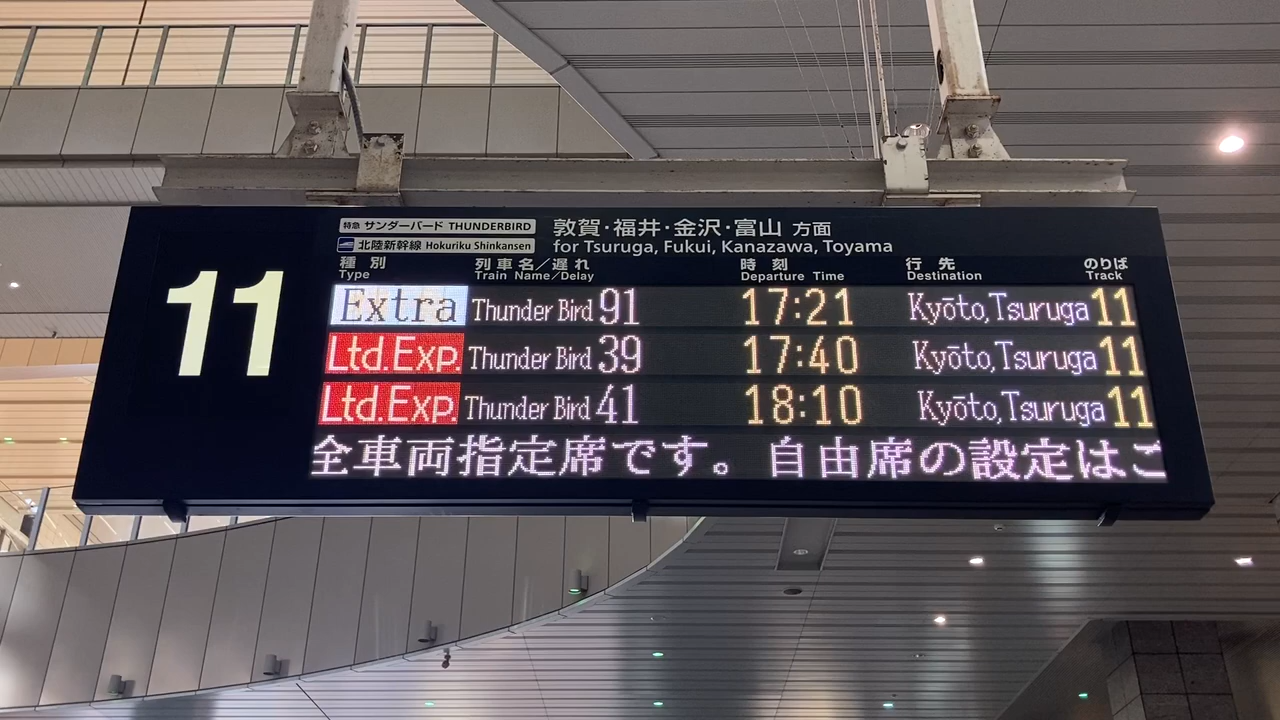 11
特急 サンダーバード THUNDERBIRD 敦賀・福井・金沢・富山 方面
北陸新幹線 Hokuriku Shinkansen for Tsuruga, Fukui, Kanazawa, Toyama
種別 列車名/遅れ 時刻 行先 のりば
Type Train Name/Delay Departure Time Destination Track
Extra Thunder Bird 91 17:21 Kyōto,Tsuruga 11
Ltd.Exp. Thunder Bird 39 17:40 Kyōto,Tsuruga 11
Ltd.Exp. Thunder Bird 41 18:10 Kyōto,Tsuruga 11
全車両指定席です。 自由席の設定はご